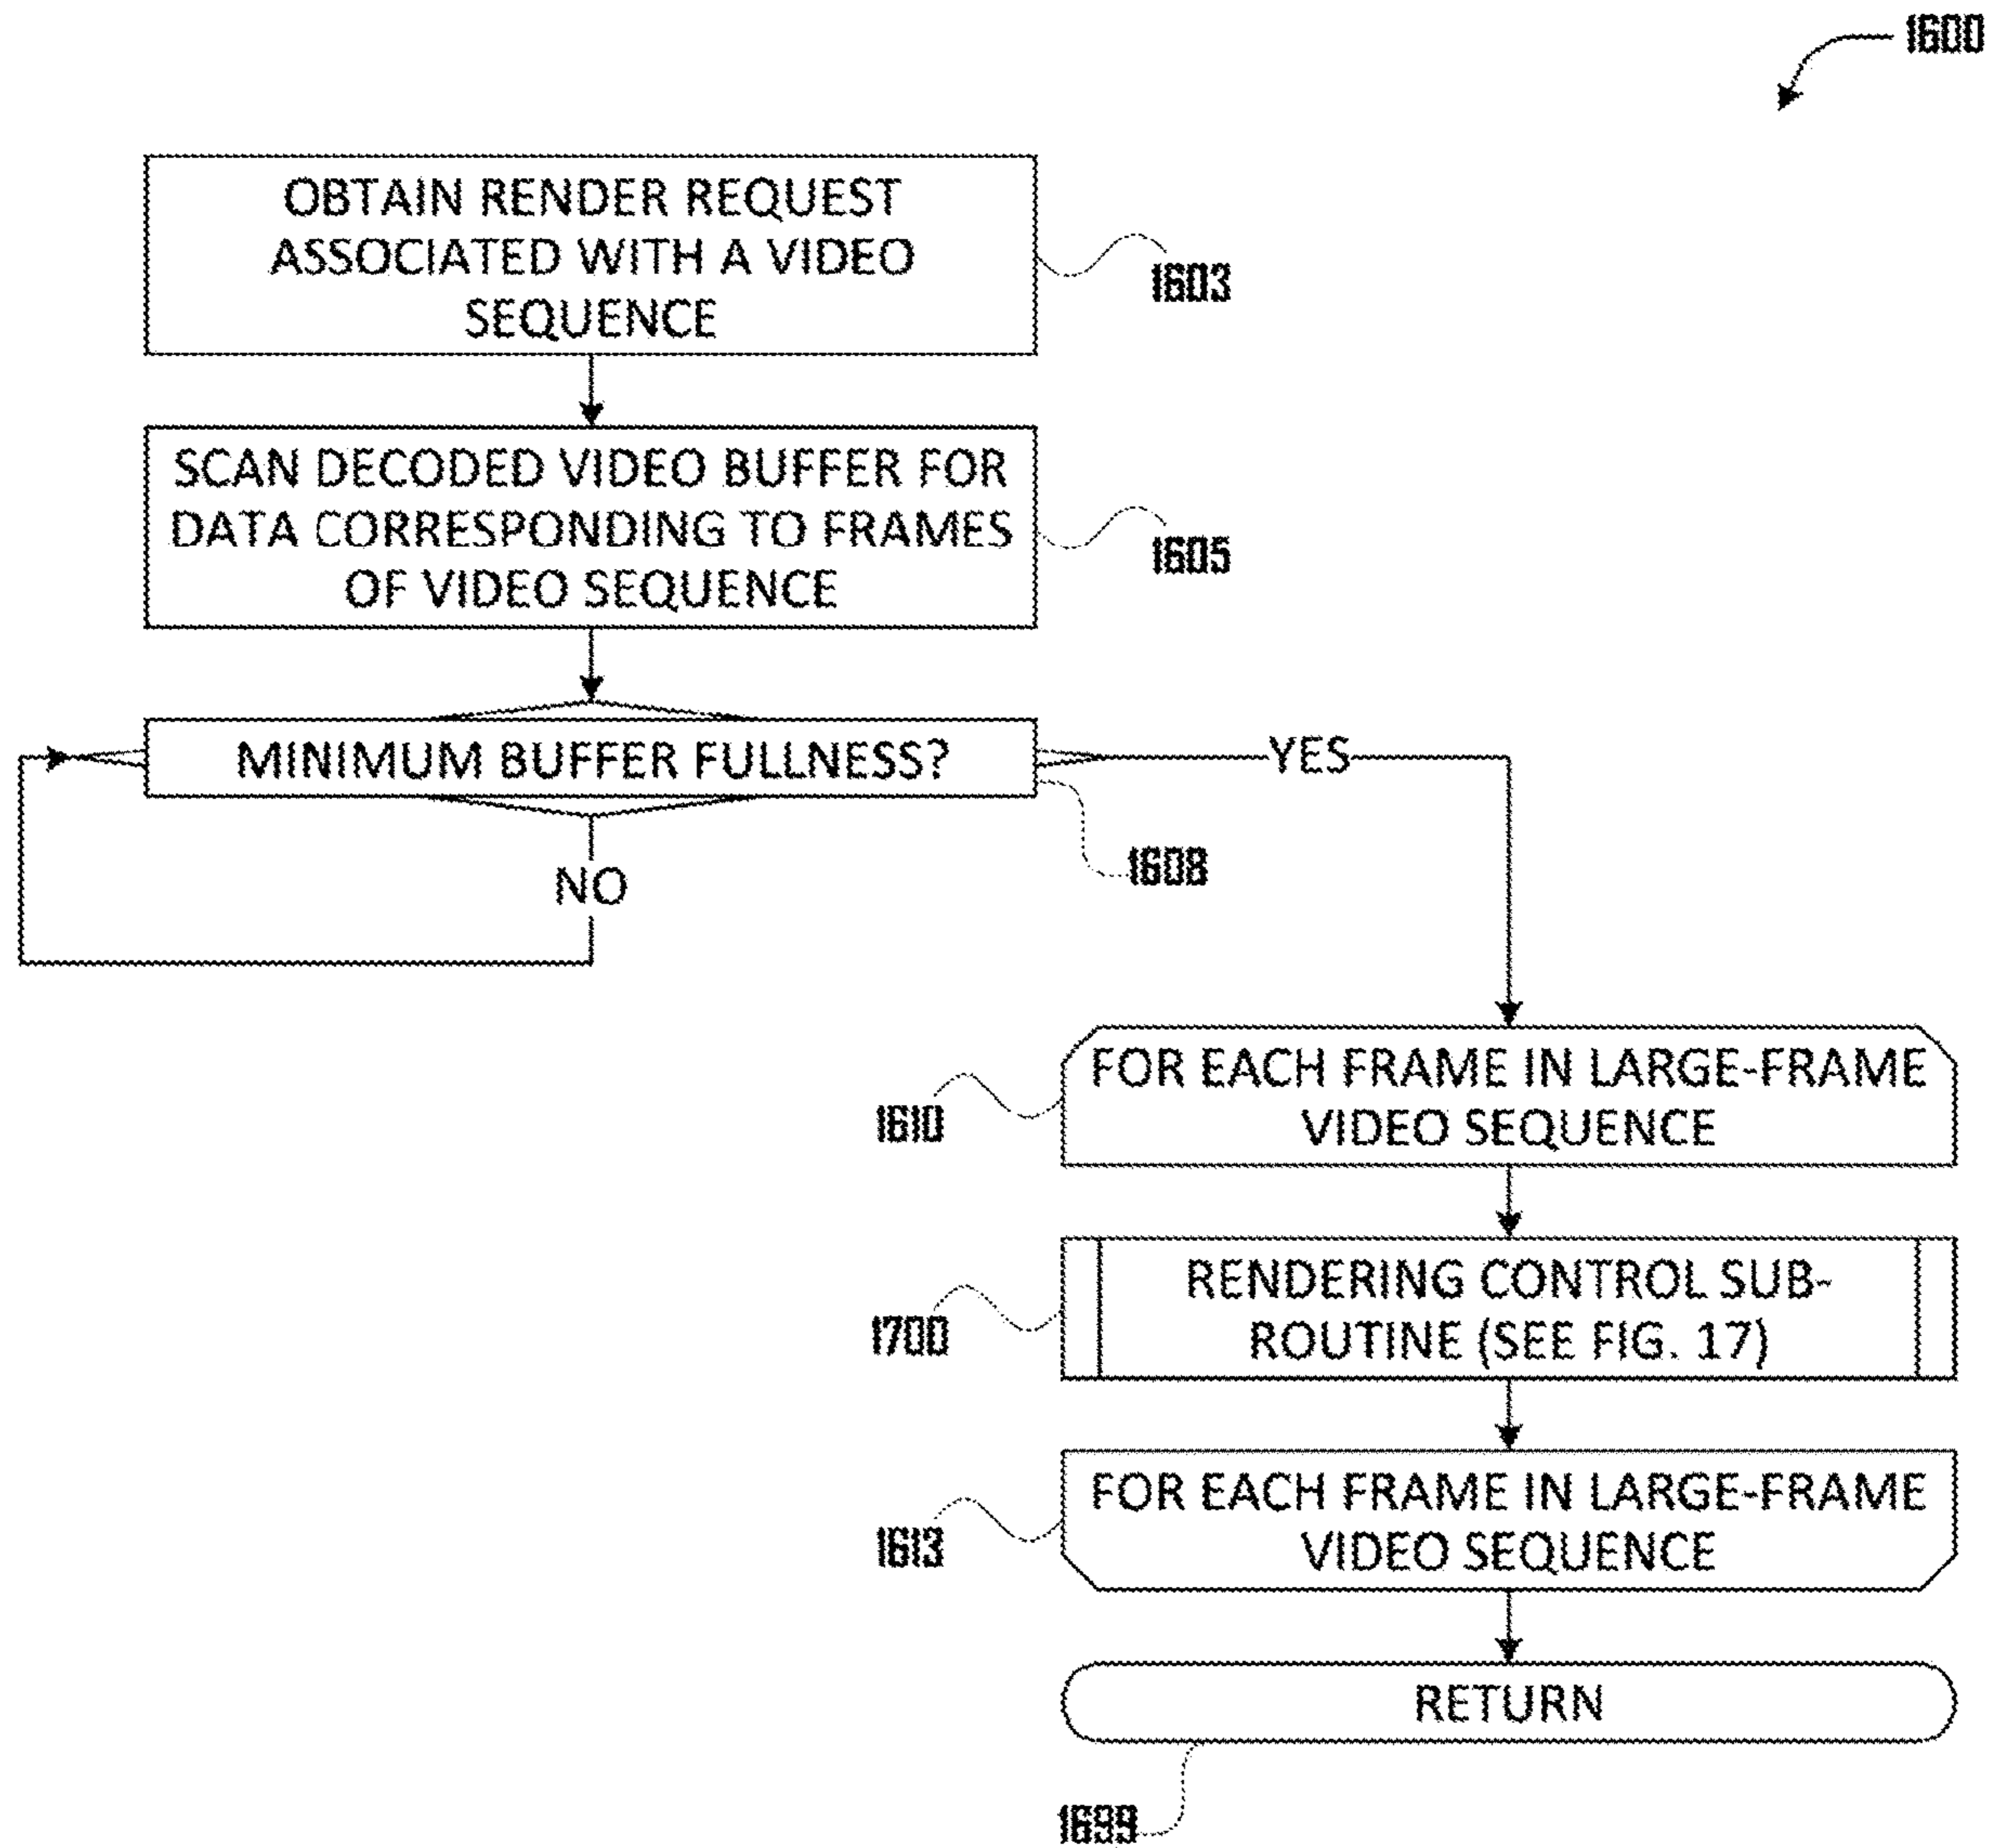 1600
OBTAIN RENDER REQUEST
ASSOCIATED WITH A VIDEO
SEQUENCE
1603
SCAN DECODED VIDEO BUFFER FOR
DATA CORRESPONDING TO FRAMES
OF VIDEO SEQUENCE
1605
MINIMUM BUFFER FULLNESS?
YES
1608
NO
FOR EACH FRAME IN LARGE-FRAME
VIDEO SEQUENCE
1610
RENDERING CONTROL SUB-
ROUTINE (SEE FIG. 17)
1700
FOR EACH FRAME IN LARGE-FRAME
VIDEO SEQUENCE
1613
RETURN
1699